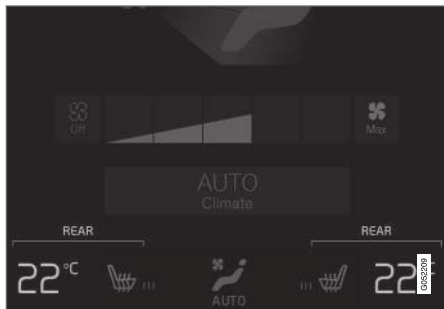 Off
Max
AUTO
Climate
REAR REAR
22°C 22°
AUTO
G052209